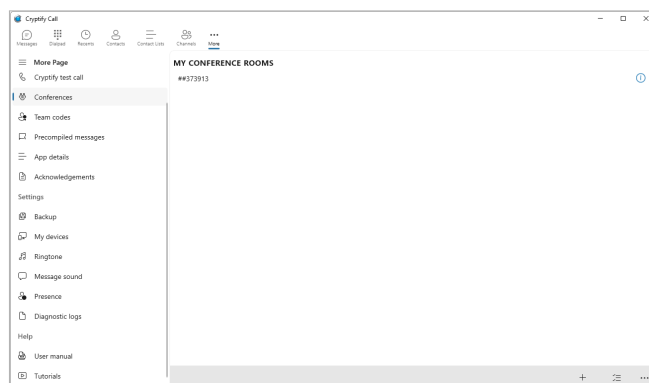 Cryptify Call
Messages Dialpad Recents Contacts Contact Lists Channels More
More Page
Cryptify test call
Conferences
Team codes
Precompiled messages
App details
Acknowledgements
Settings
Backup
My devices
Ringtone
Message sound
Presence
Diagnostic logs
Help
User manual
Tutorials
MY CONFERENCE ROOMS
##373913